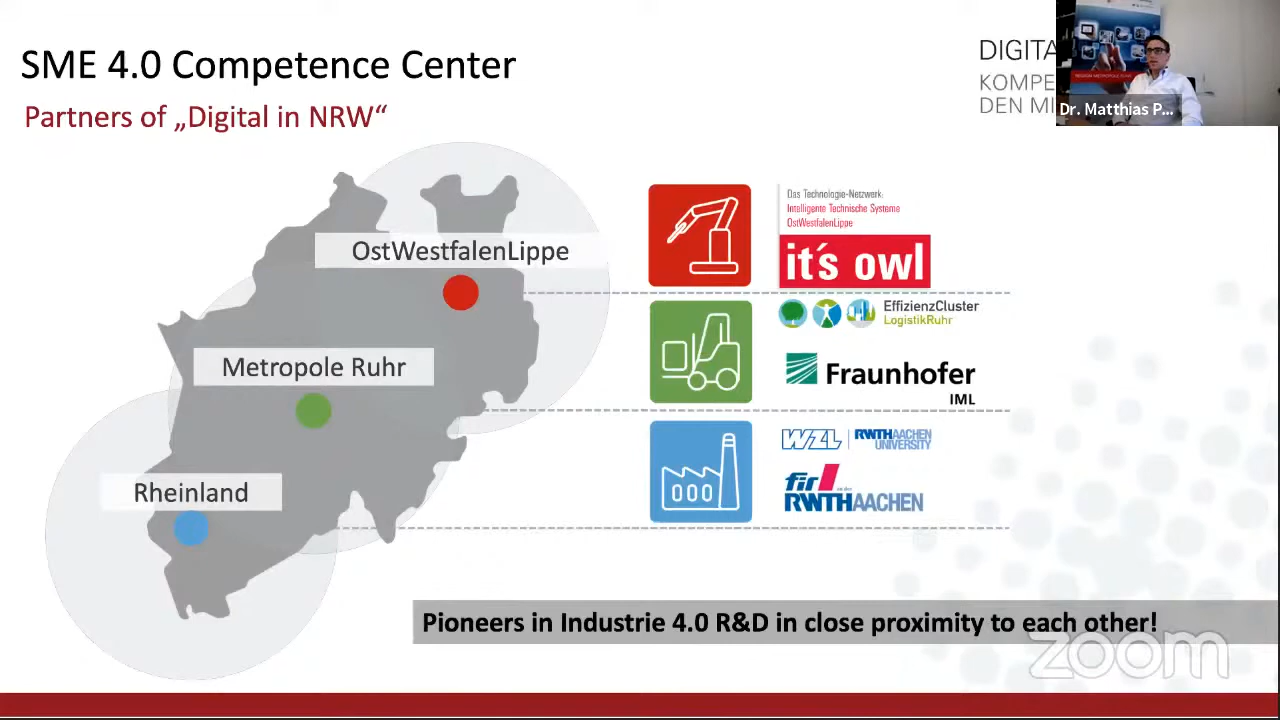 SME 4.0 Competence Center
Partners of „Digital in NRW“
DIGITA
KOMPE
DEN MI
Dr. Matthias P...
OstWestfalenLippe
Metropole Ruhr
Rheinland
Das Technologie-Netzwerk:
Intelligente Technische Systeme
OstWestfalenLippe
it's owl
EffizienzCluster
LogistikRuhr
Fraunhofer
IML
WZL RWTHAACHEN
UNIVERSITY
fir an der
RWTHAACHEN
Pioneers in Industrie 4.0 R&D in close proximity to each other!
zoom